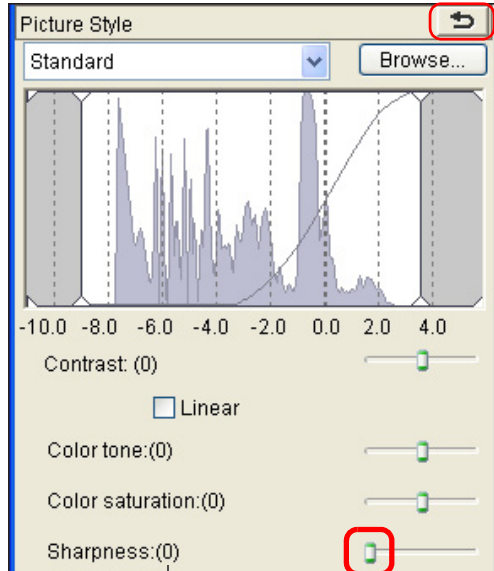 Picture Style
Standard Browse...
-10.0 -8.0 -6.0 -4.0 -2.0 0.0 2.0 4.0
Contrast: (0)
Linear
Color tone:(0)
Color saturation:(0)
Sharpness:(0)